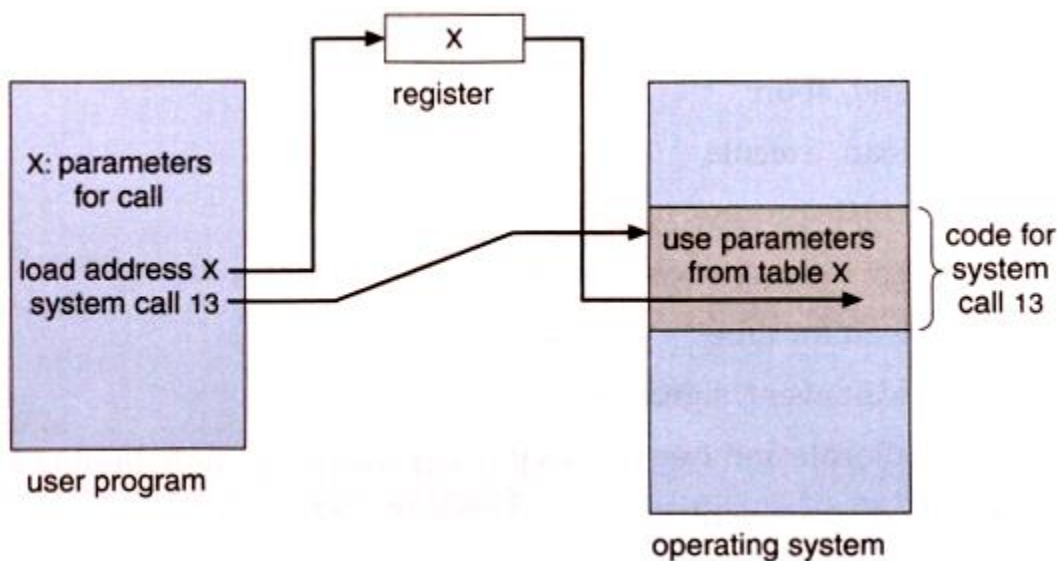 X
register
X: parameters
for call
load address X
system call 13
use parameters
from table X
code for
system
call 13
user program
operating system